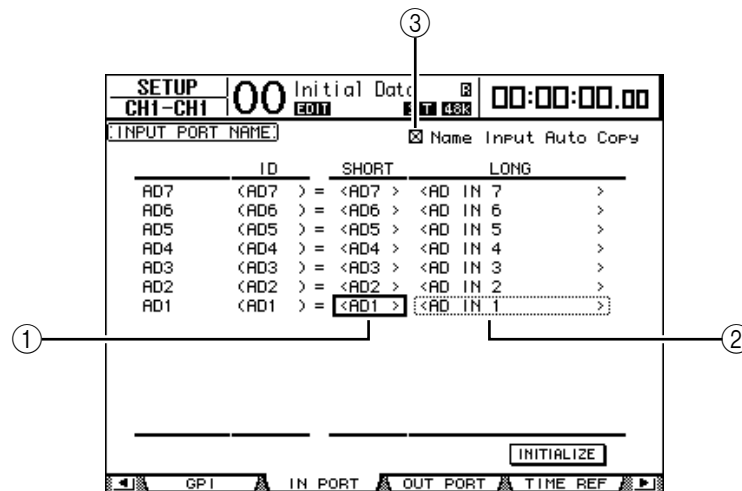 ③
SETUP 00 Initial Data R 00:00:00.00
CH1-CH1 EDIT 48k
INPUT PORT NAME
☒ Name Input Auto Copy
ID SHORT LONG
AD7 (AD7 ) = <AD7 > <AD IN 7 >
AD6 (AD6 ) = <AD6 > <AD IN 6 >
AD5 (AD5 ) = <AD5 > <AD IN 5 >
AD4 (AD4 ) = <AD4 > <AD IN 4 >
AD3 (AD3 ) = <AD3 > <AD IN 3 >
AD2 (AD2 ) = <AD2 > <AD IN 2 >
AD1 (AD1 ) = <AD1 > <AD IN 1 >
① ②
INITIALIZE
GPI IN PORT OUT PORT TIME REF